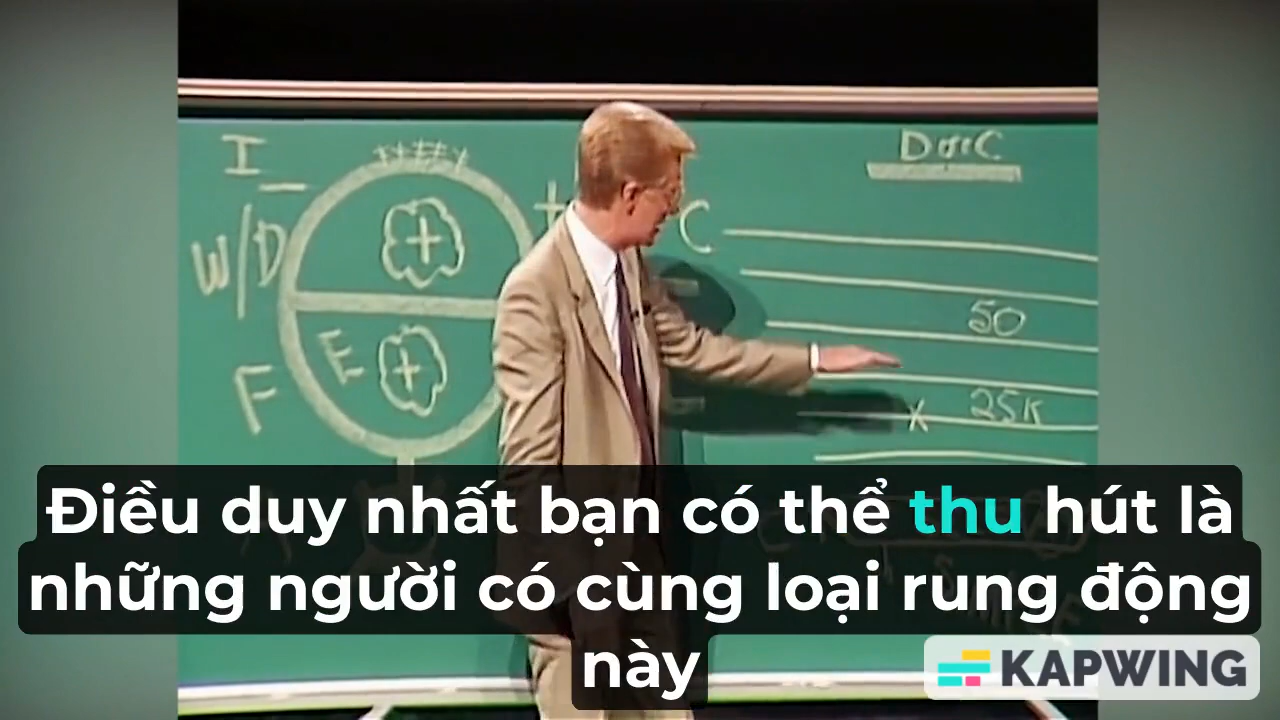 I
W/D
F
E
+
+
C
50
x 25K
Điều duy nhất bạn có thể thu hút là
những người có cùng loại rung động
này
KAPWING